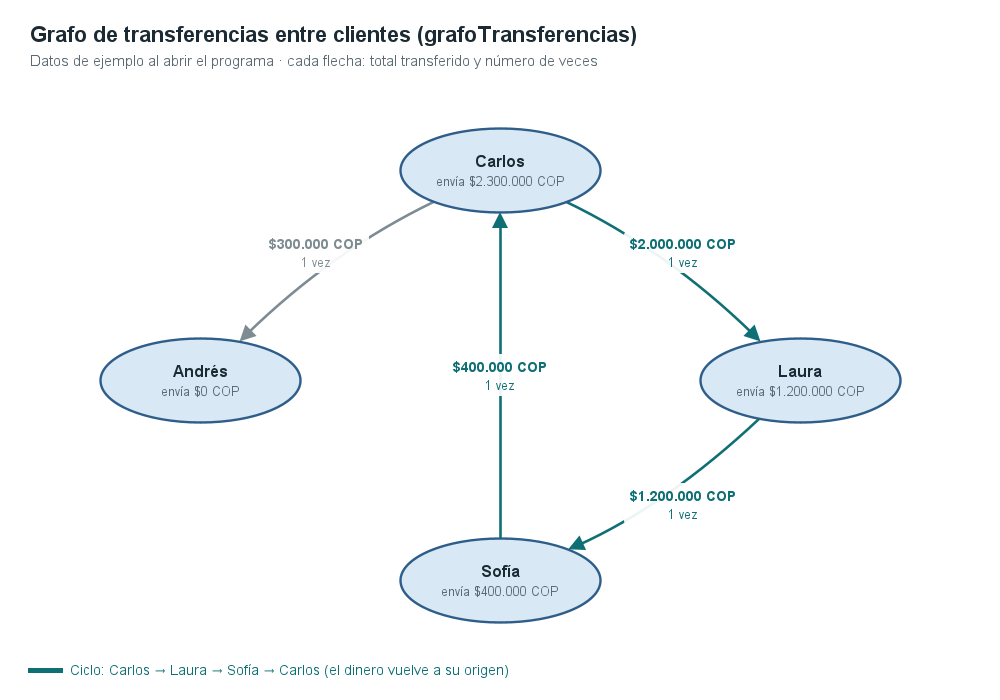 Grafo de transferencias entre clientes (grafoTransferencias)
Datos de ejemplo al abrir el programa · cada flecha: total transferido y número de veces
Carlos
envía $2.300.000 COP
$300.000 COP
1 vez
$2.000.000 COP
1 vez
Andrés
envía $0 COP
$400.000 COP
1 vez
Laura
envía $1.200.000 COP
$1.200.000 COP
1 vez
Sofía
envía $400.000 COP
Ciclo: Carlos → Laura → Sofía → Carlos (el dinero vuelve a su origen)